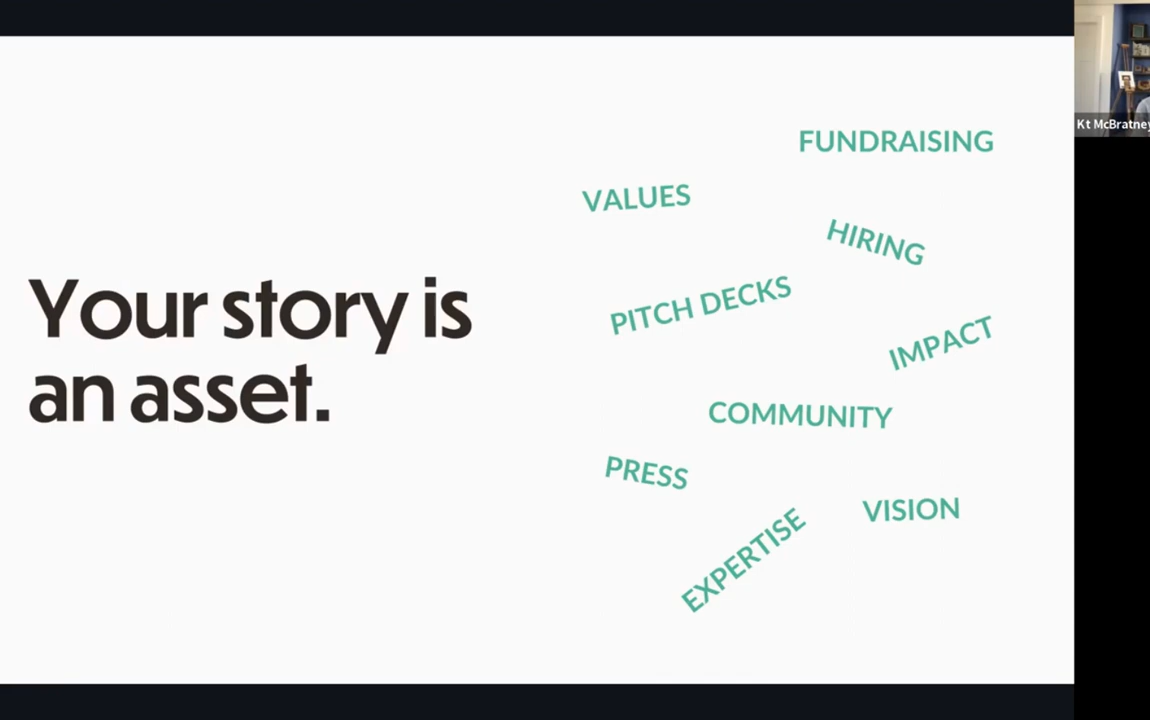 Your story is
an asset.
FUNDRAISING
VALUES
HIRING
PITCH DECKS
IMPACT
COMMUNITY
PRESS
VISION
EXPERTISE
Kt McBratney